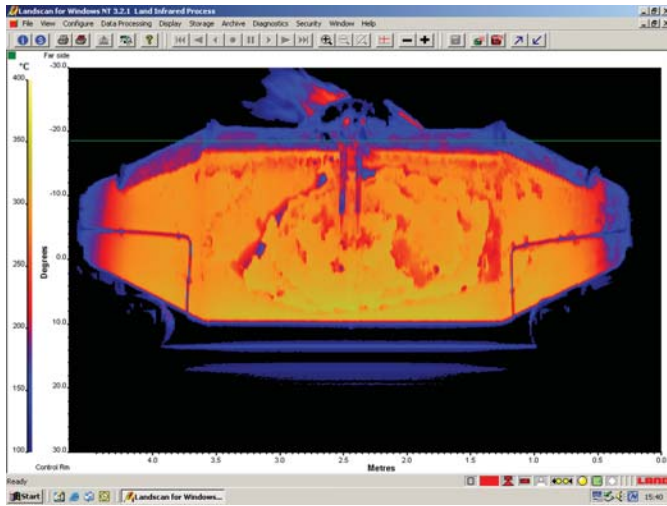 Landscan for Windows NT 3.2.1 Land Infrared Process
File View Configure Data Processing Display Storage Archive Diagnostics Security Window Help
°C
Far side
400
350
300
250
200
150
100
-30.0
-20.0
-10.0
0.0
10.0
20.0
30.0
Degrees
4.0 3.5 3.0 2.5 2.0 1.5 1.0 0.5 0.0
Control Rm
Metres
Ready
LAND
Start
Landscan for Windows...
15:40